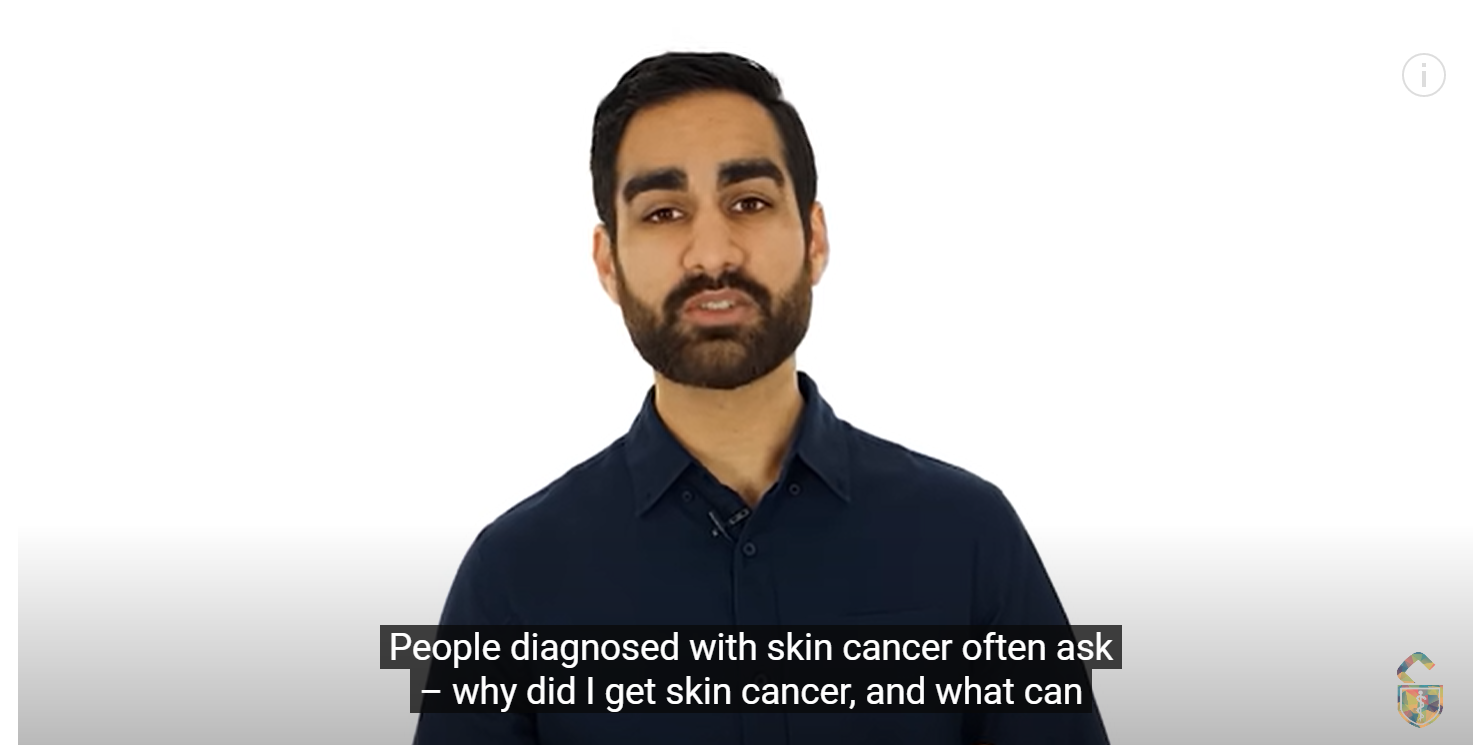 People diagnosed with skin cancer often ask
– why did I get skin cancer, and what can